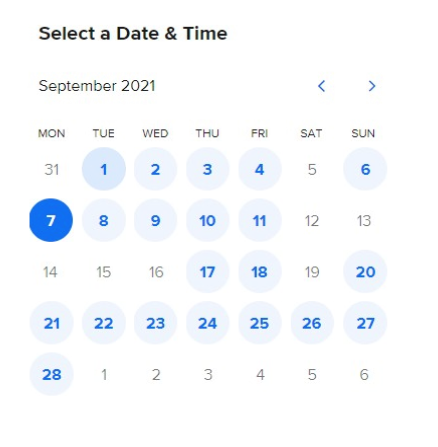 Select a Date & Time
September 2021
MON TUE WED THU FRI SAT SUN
31 1 2 3 4 5 6
7 8 9 10 11 12 13
14 15 16 17 18 19 20
21 22 23 24 25 26 27
28 1 2 3 4 5 6